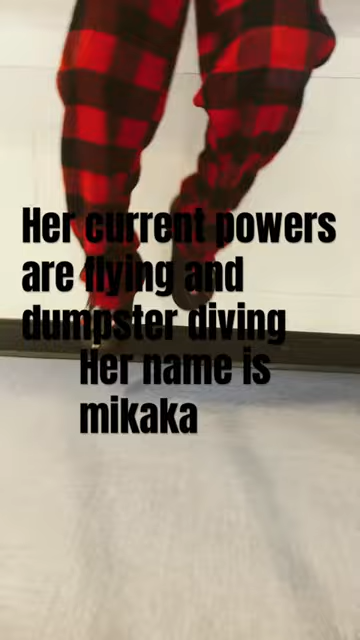 Her current powers
are flying and
dumpster diving
Her name is
mikaka